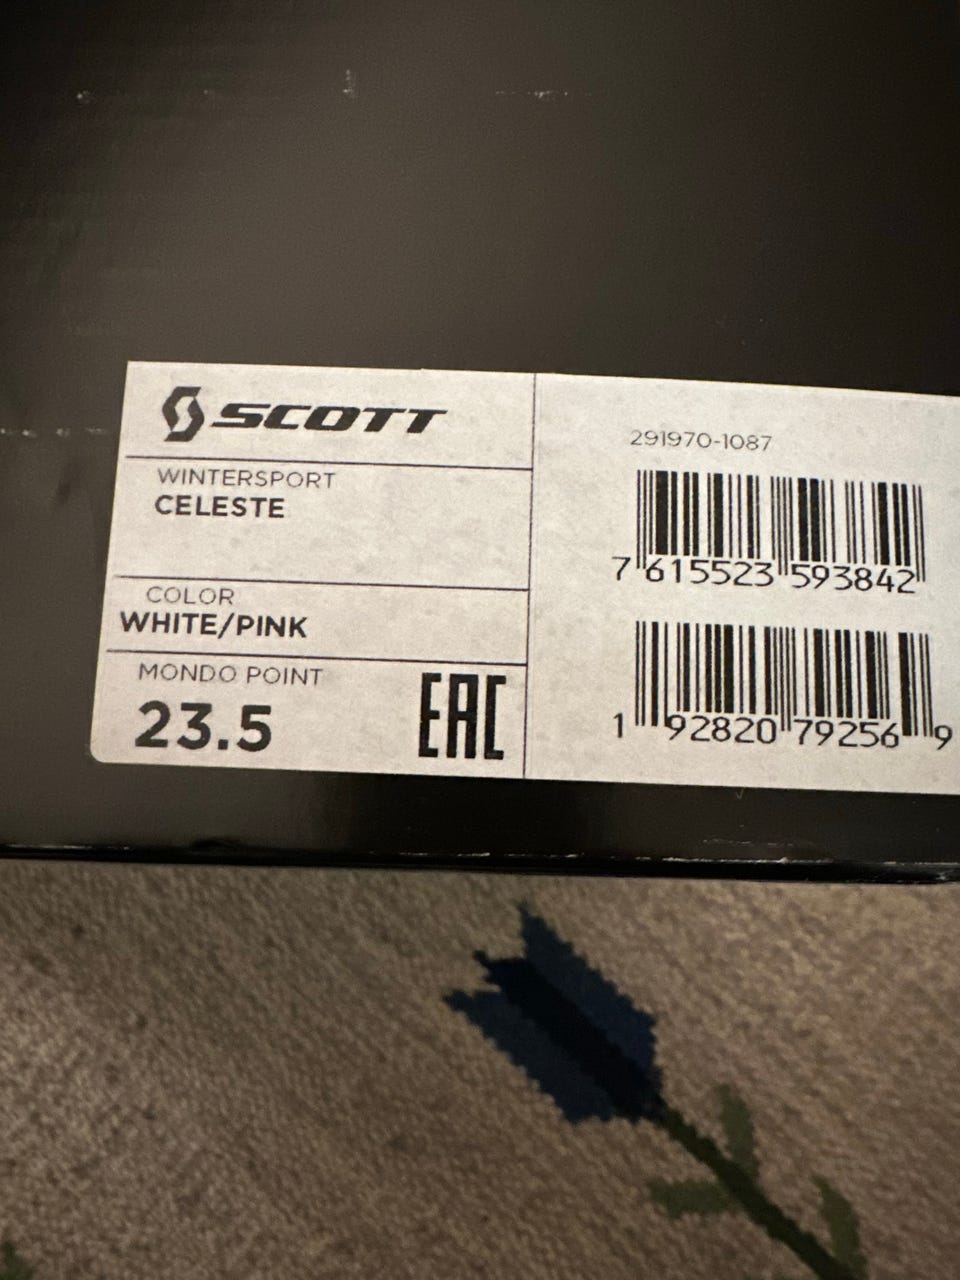 SCOTT
WINTERSPORT
CELESTE
COLOR
WHITE/PINK
MONDO POINT
23.5
EAC
291970-1087
7 615523 593842
1 92820 79256 9